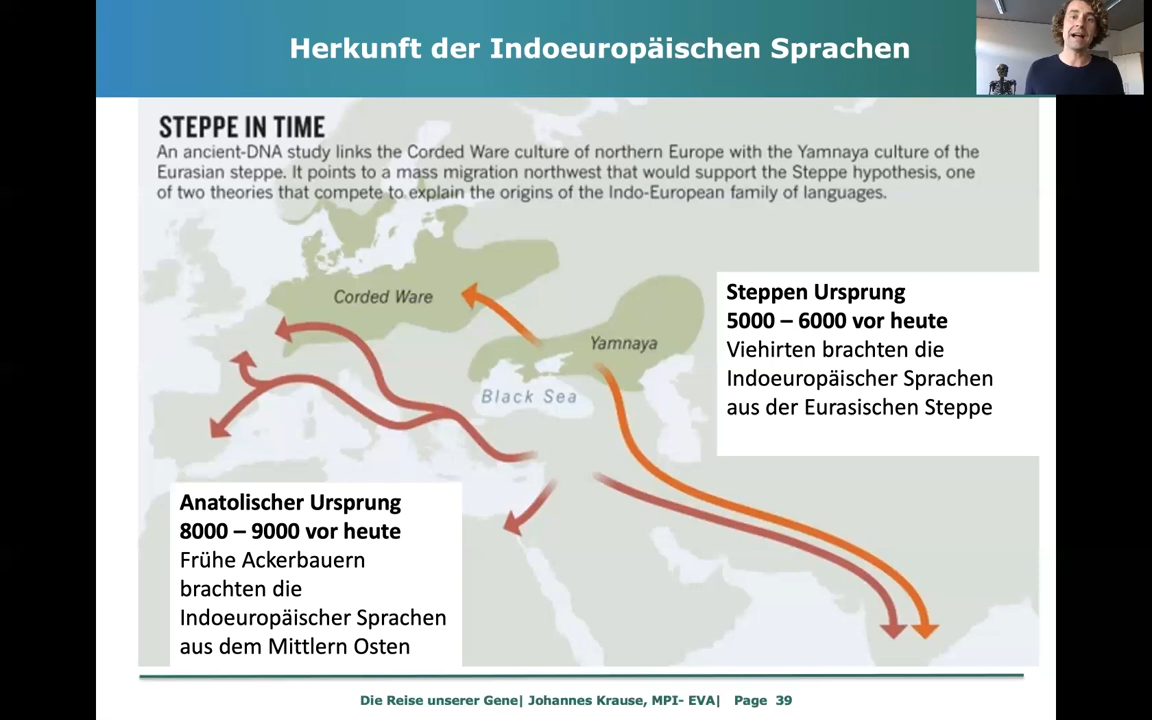 Herkunft der Indoeuropäischen Sprachen
STEPPE IN TIME
An ancient-DNA study links the Corded Ware culture of northern Europe with the Yamnaya culture of the
Eurasian steppe. It points to a mass migration northwest that would support the Steppe hypothesis, one
of two theories that compete to explain the origins of the Indo-European family of languages.
Corded Ware
Yamnaya
Black Sea
Steppen Ursprung
5000 – 6000 vor heute
Viehirten brachten die
Indoeuropäischer Sprachen
aus der Eurasischen Steppe
Anatolischer Ursprung
8000 – 9000 vor heute
Frühe Ackerbauern
brachten die
Indoeuropäischer Sprachen
aus dem Mittlern Osten
Die Reise unserer Gene| Johannes Krause, MPI- EVA| Page 39